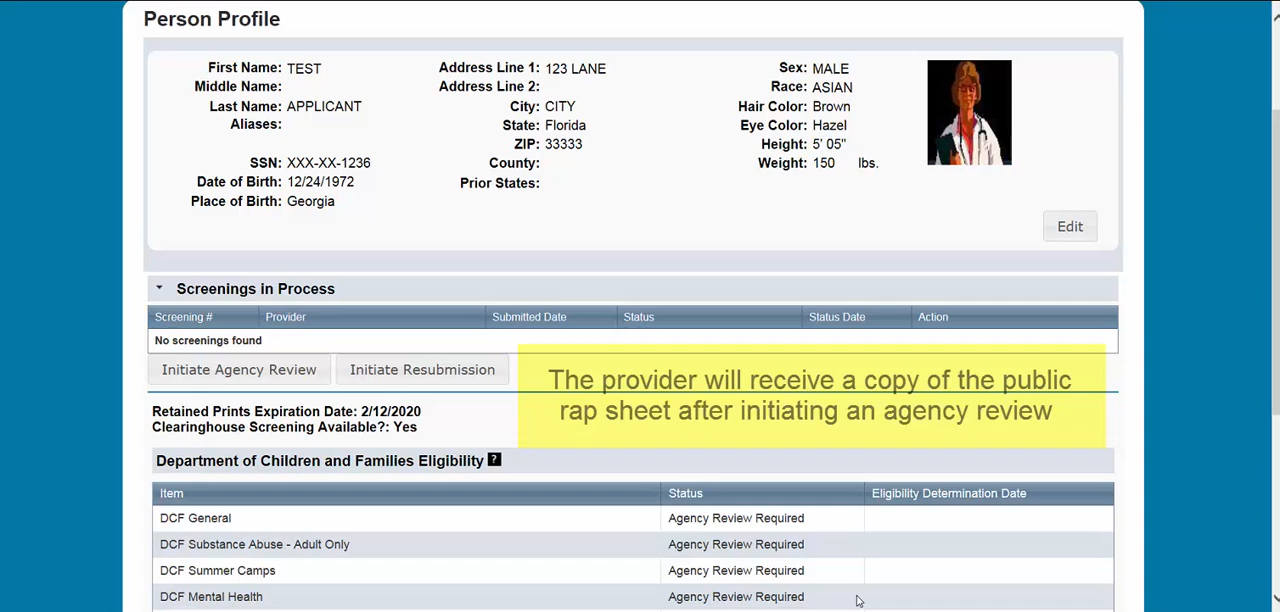 Person Profile
First Name: TEST
Middle Name:
Last Name: APPLICANT
Aliases:
SSN: XXX-XX-1236
Date of Birth: 12/24/1972
Place of Birth: Georgia
Address Line 1: 123 LANE
Address Line 2:
City: CITY
State: Florida
ZIP: 33333
County:
Prior States:
Sex: MALE
Race: ASIAN
Hair Color: Brown
Eye Color: Hazel
Height: 5' 05"
Weight: 150 lbs.
Edit
Screenings in Process
Screening # Provider Submitted Date Status Status Date Action
No screenings found
Initiate Agency Review Initiate Resubmission
The provider will receive a copy of the public
rap sheet after initiating an agency review
Retained Prints Expiration Date: 2/12/2020
Clearinghouse Screening Available?: Yes
Department of Children and Families Eligibility ?
Item Status Eligibility Determination Date
DCF General Agency Review Required
DCF Substance Abuse - Adult Only Agency Review Required
DCF Summer Camps Agency Review Required
DCF Mental Health Agency Review Required